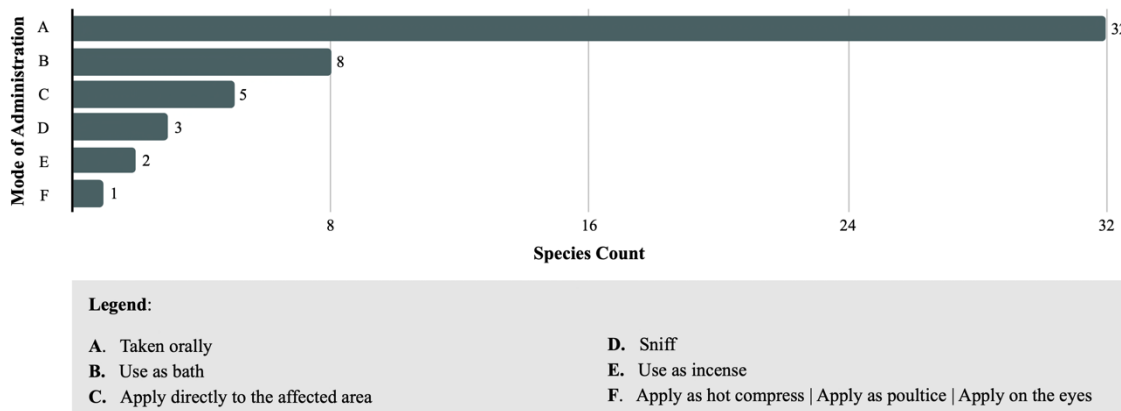 Mode of Administration
A 32
B 8
C 5
D 3
E 2
F 1
8 16 24 32
Species Count
Legend:
A. Taken orally
B. Use as bath
C. Apply directly to the affected area
D. Sniff
E. Use as incense
F. Apply as hot compress | Apply as poultice | Apply on the eyes